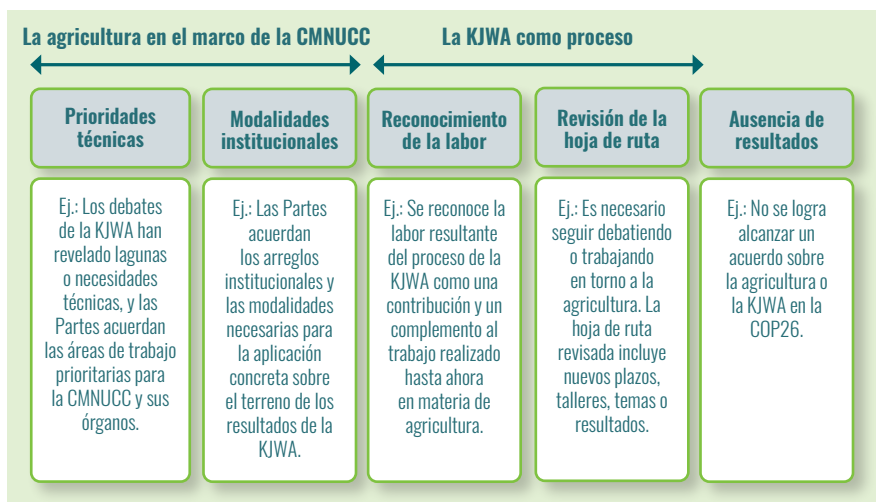 La agricultura en el marco de la CMNUCC
La KJWA como proceso
Prioridades
técnicas
Ej.: Los debates
de la KJWA han
revelado lagunas
o necesidades
técnicas, y las
Partes acuerdan
las áreas de trabajo
prioritarias para
la CMNUCC y sus
órganos.
Modalidades
institucionales
Ej.: Las Partes
acuerdan
los arreglos
institucionales y
las modalidades
necesarias para
la aplicación
concreta sobre
el terreno de los
resultados de la
KJWA.
Reconocimiento
de la labor
Ej.: Se reconoce la
labor resultante
del proceso de la
KJWA como una
contribución y un
complemento al
trabajo realizado
hasta ahora
en materia de
agricultura.
Revisión de la
hoja de ruta
Ej.: Es necesario
seguir debatiendo
o trabajando
en torno a la
agricultura. La
hoja de ruta
revisada incluye
nuevos plazos,
talleres, temas o
resultados.
Ausencia de
resultados
Ej.: No se logra
alcanzar un
acuerdo sobre
la agricultura o
la KJWA en la
COP26.